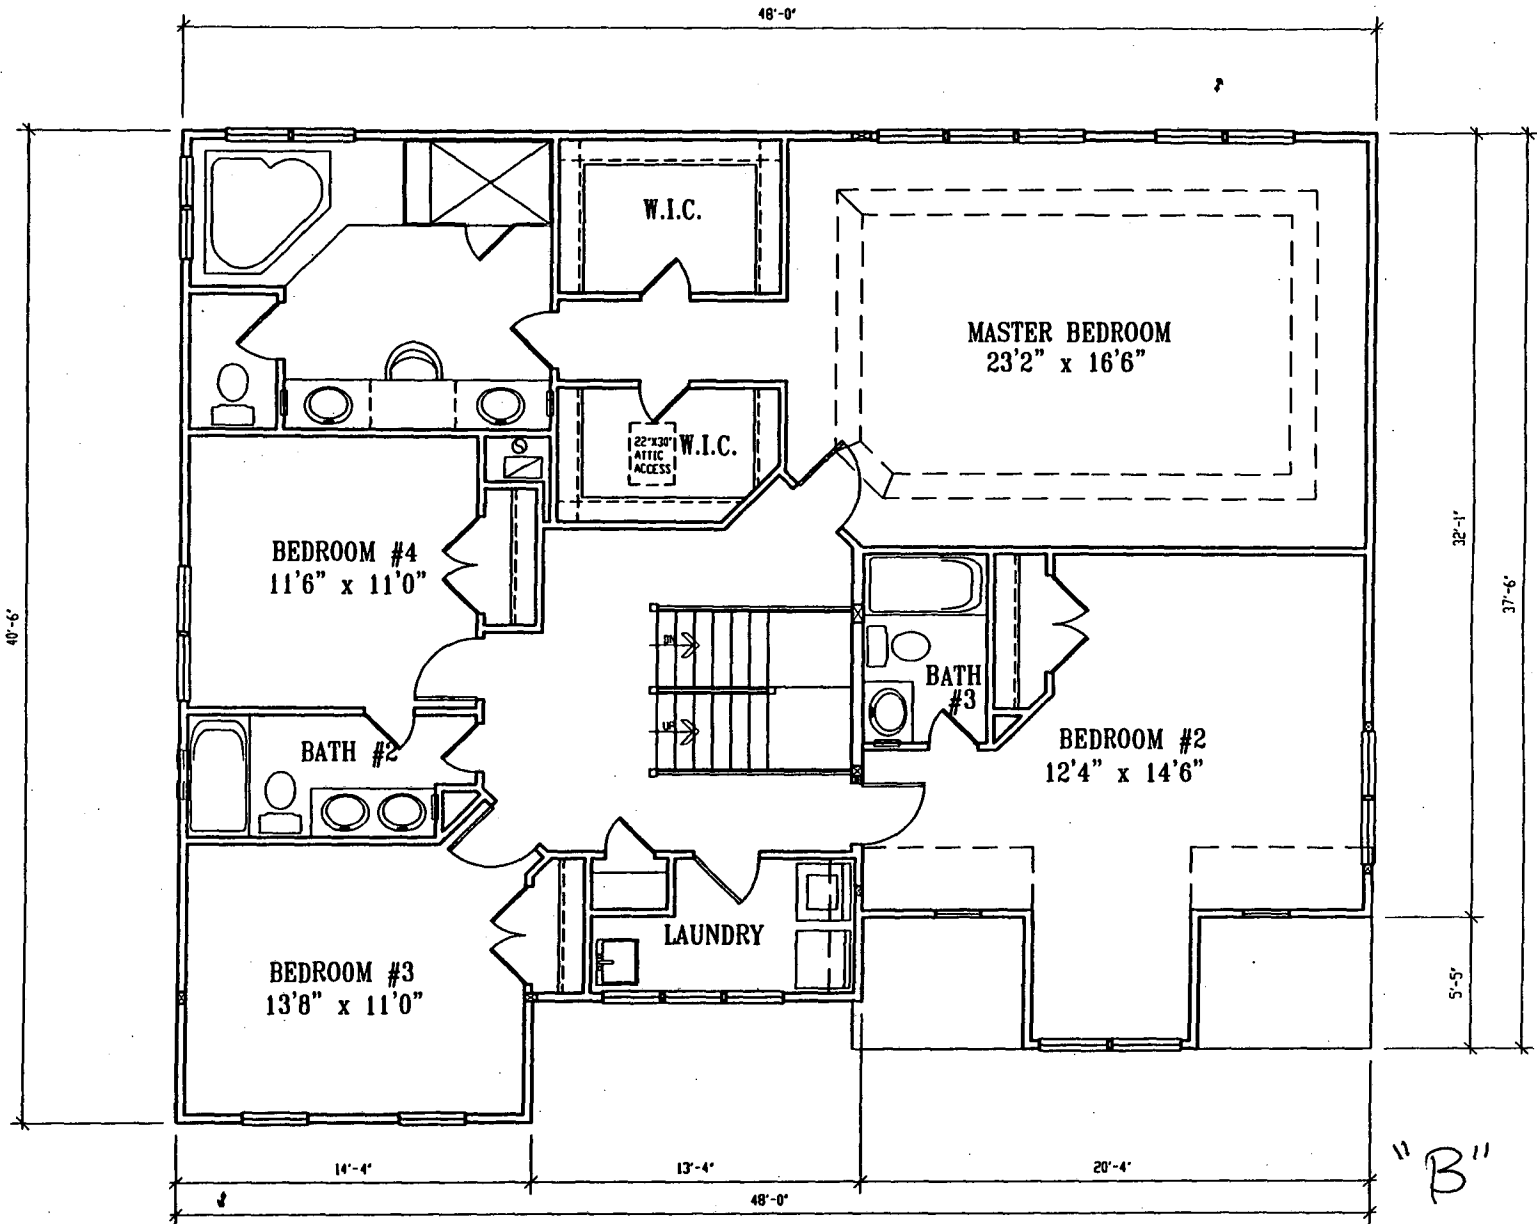 48'-0"
W.I.C.
MASTER BEDROOM
23'2" x 16'6"
22"X30"
ATTIC
ACCESS
W.I.C.
BEDROOM #4
11'6" x 11'0"
32'-1"
37'-6"
40'-6"
DN
BATH
#3
UP
BATH #2
BEDROOM #2
12'4" x 14'6"
LAUNDRY
BEDROOM #3
13'8" x 11'0"
5'-5"
14'-4"
13'-4"
20'-4"
48'-0"
"B"